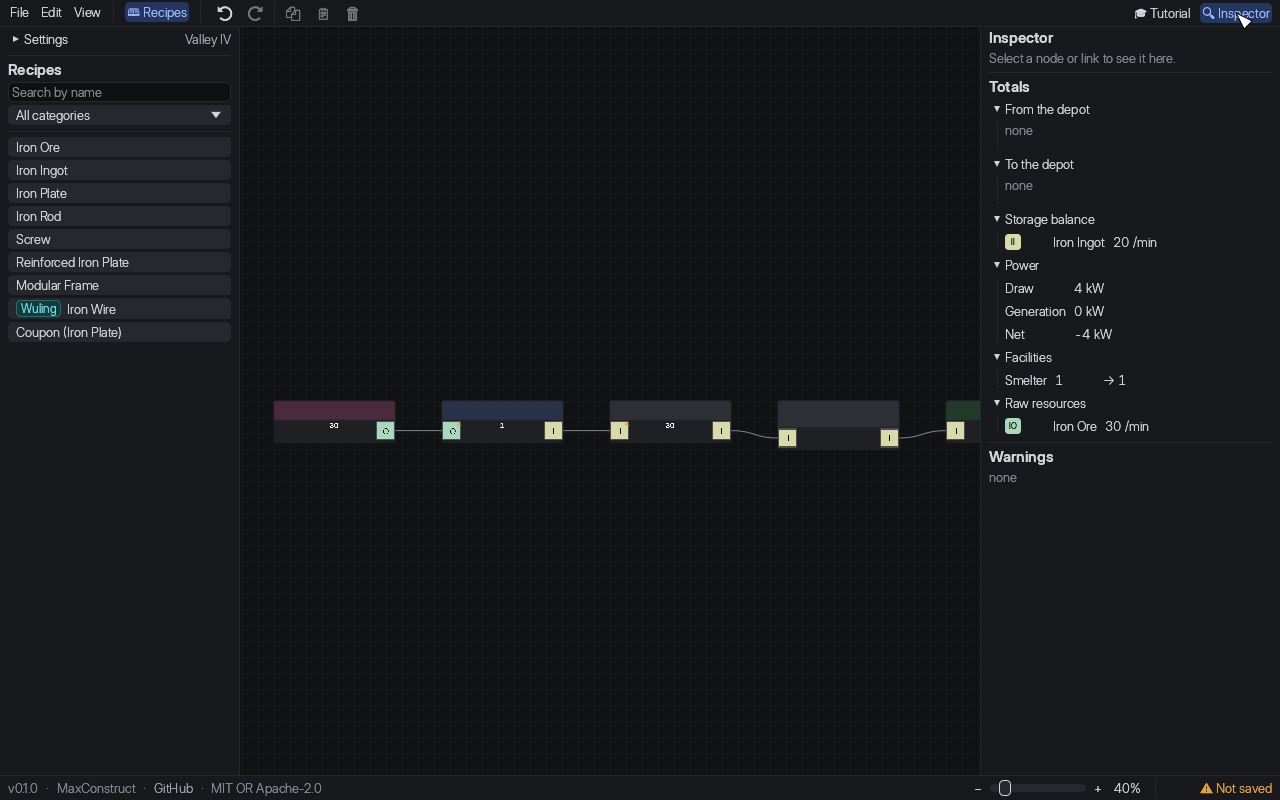 File Edit View Recipes Tutorial Inspector
Settings Valley IV
Recipes
Search by name
All categories
Iron Ore
Iron Ingot
Iron Plate
Iron Rod
Screw
Reinforced Iron Plate
Modular Frame
Wuling Iron Wire
Coupon (Iron Plate)
30
1
30
Inspector
Select a node or link to see it here.
Totals
From the depot
none
To the depot
none
Storage balance
II Iron Ingot 20 /min
Power
Draw 4 kW
Generation 0 kW
Net -4 kW
Facilities
Smelter 1 → 1
Raw resources
IO Iron Ore 30 /min
Warnings
none
v0.1.0 · MaxConstruct · GitHub · MIT OR Apache-2.0
− + 40% Not saved